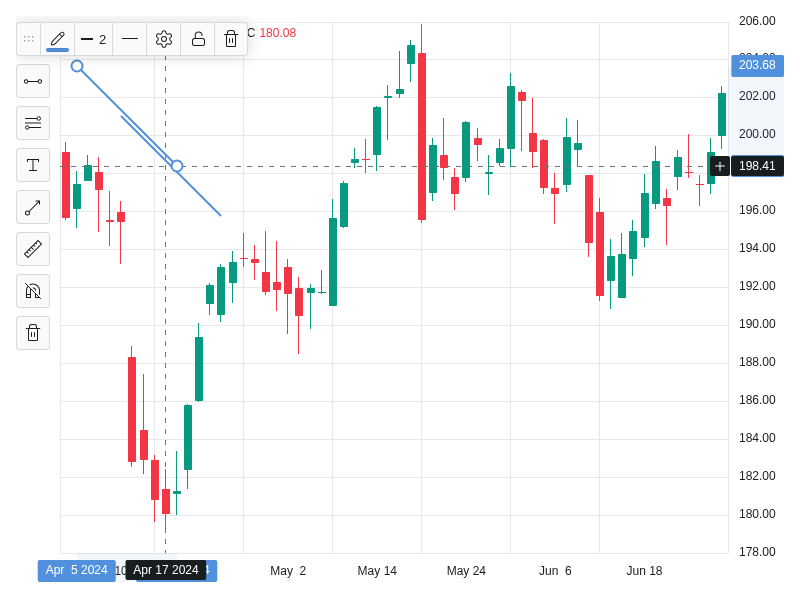 2
C 180.08
T
206.00
203.68
202.00
200.00
198.41
196.00
194.00
192.00
190.00
188.00
186.00
184.00
182.00
180.00
178.00
Apr 5 2024
Apr 17 2024
May 2
May 14
May 24
Jun 6
Jun 18